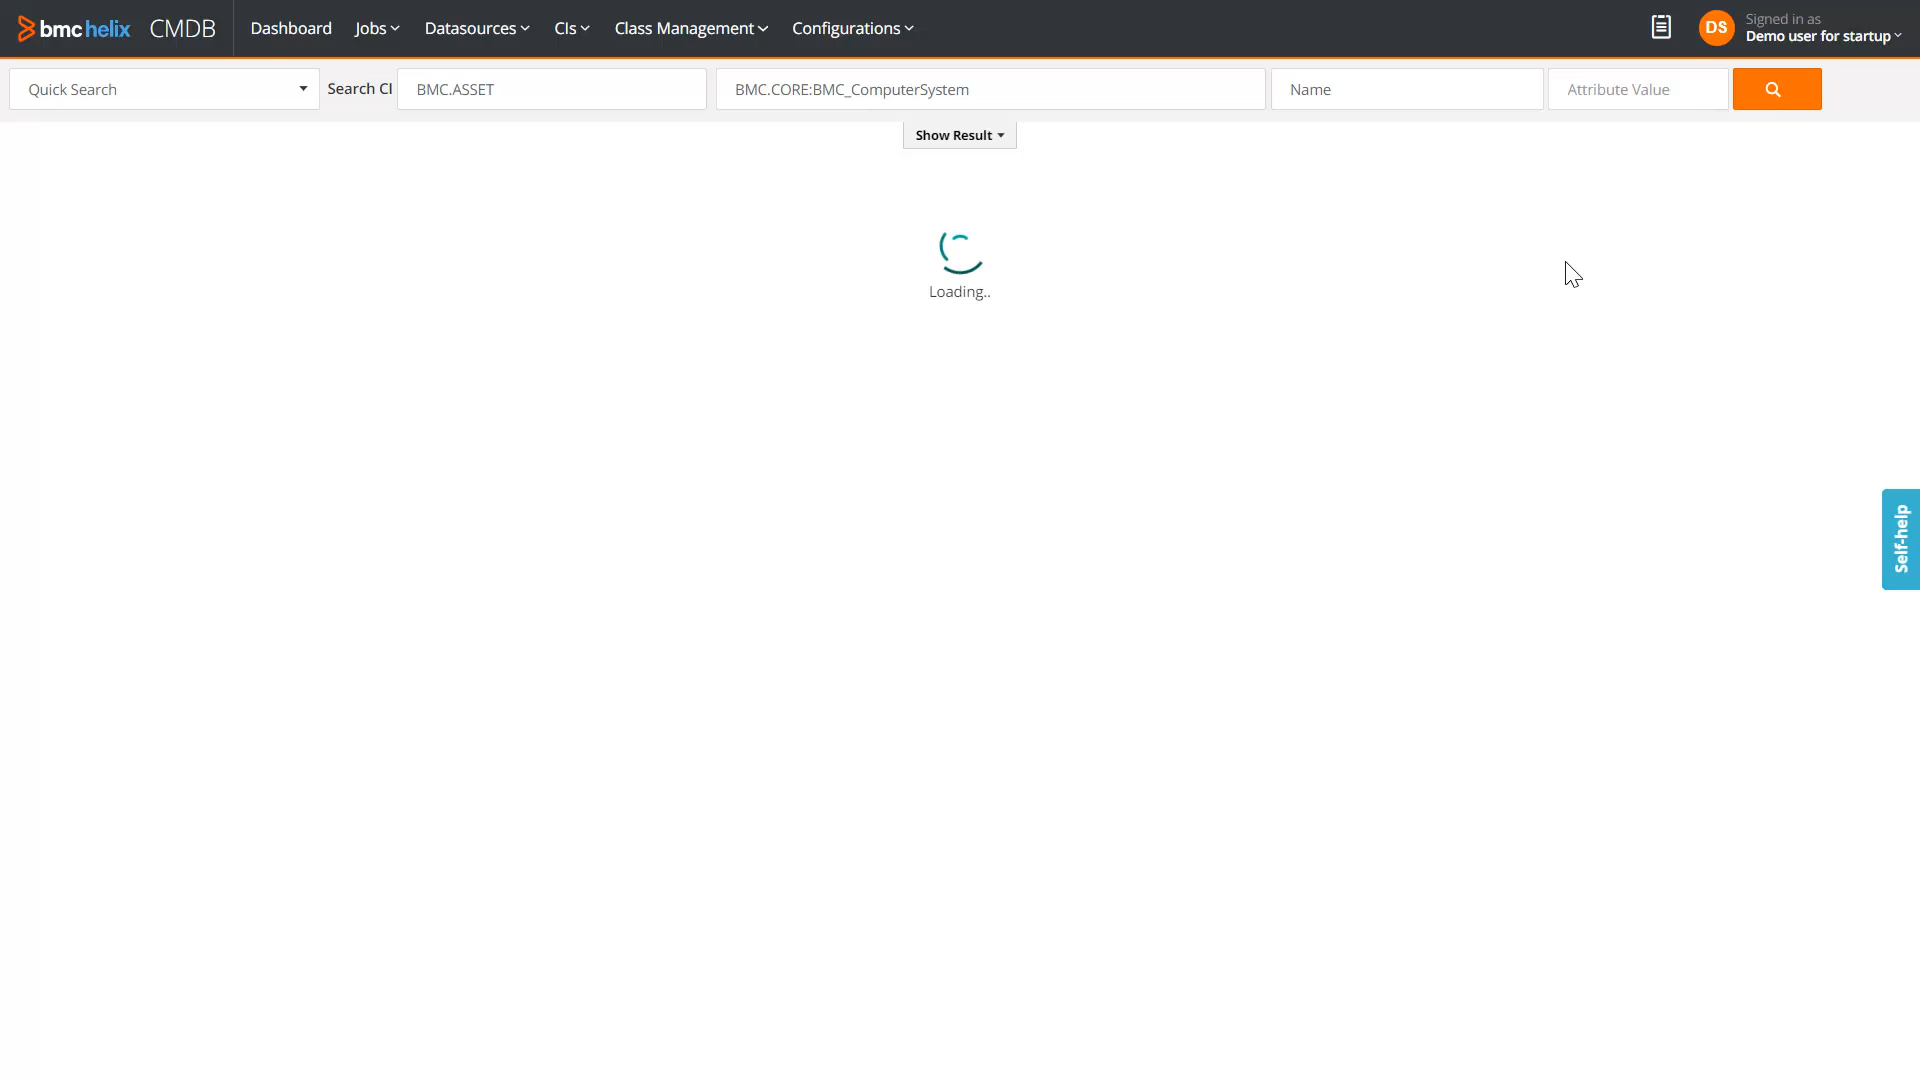 bmc helix CMDB Dashboard Jobs Datasources CIs Class Management Configurations
DS Signed in as
Demo user for startup
Quick Search Search CI BMC.ASSET BMC.CORE:BMC_ComputerSystem Name Attribute Value
Show Result
Loading..
Self-help